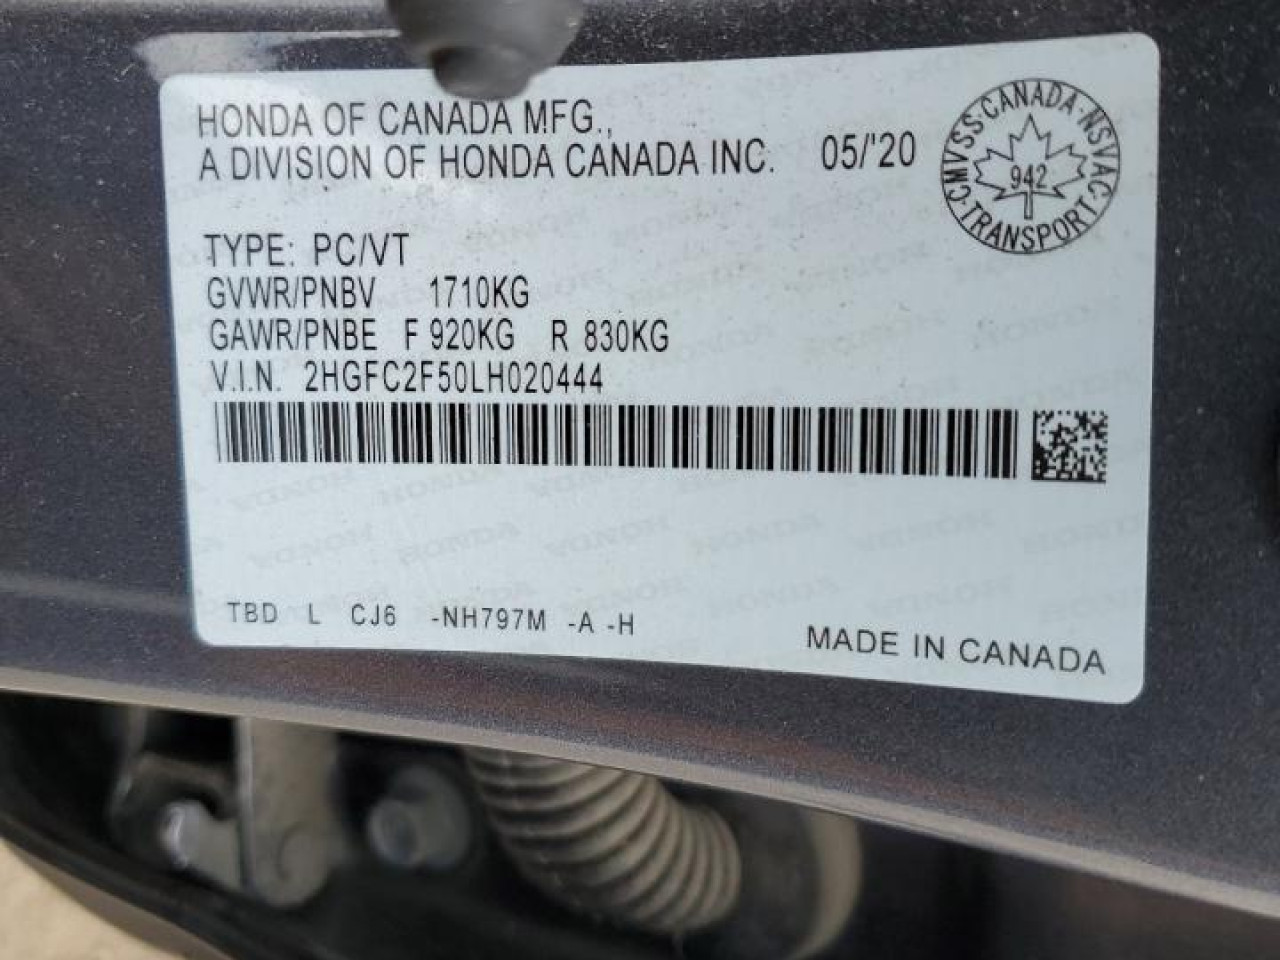 HONDA OF CANADA MFG.,
A DIVISION OF HONDA CANADA INC. 05/'20
CMVSS·CANADA·NSVAC·TRANSPORT·
942
TYPE: PC/VT
GVWR/PNBV 1710KG
GAWR/PNBE F 920KG R 830KG
V.I.N. 2HGFC2F50LH020444
TBD L CJ6 -NH797M -A -H
MADE IN CANADA